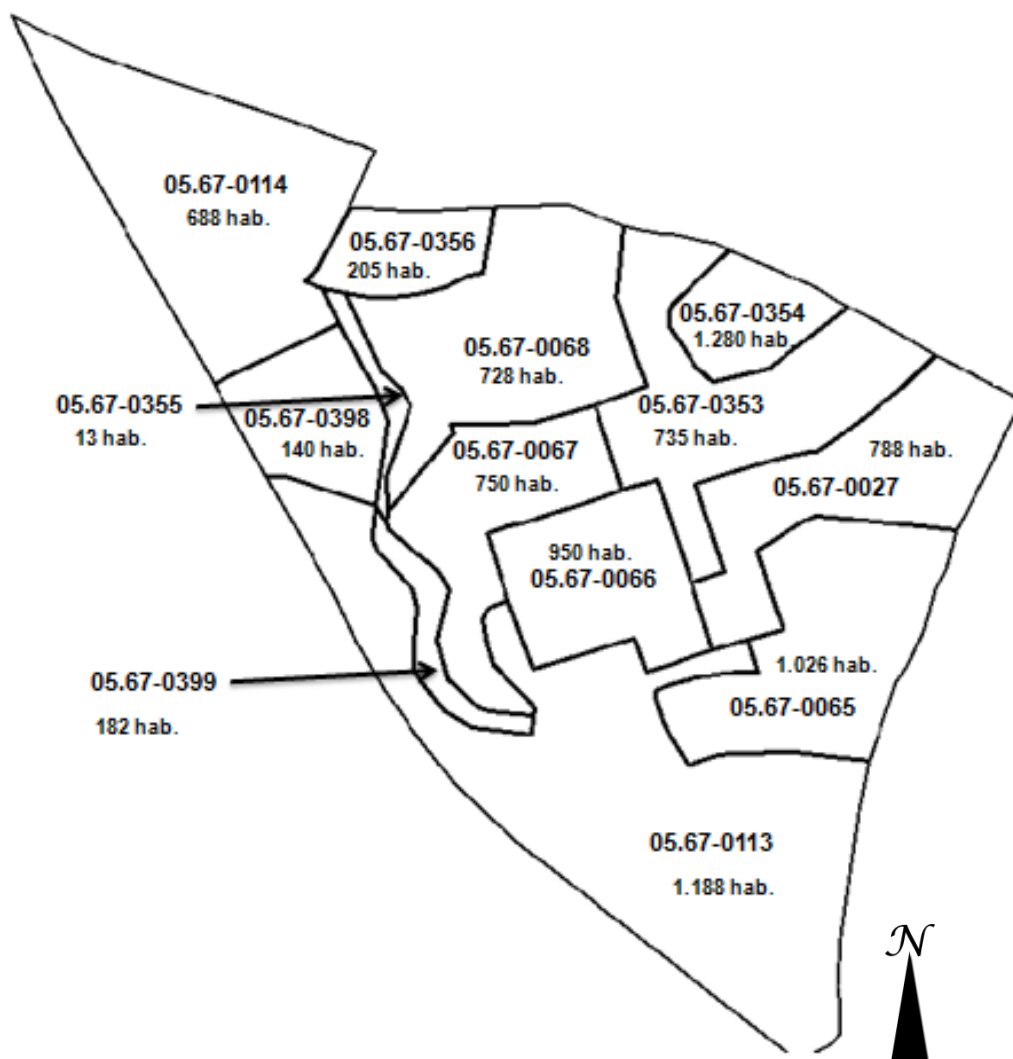 05.67-0114
688 hab.
05.67-0356
205 hab.
05.67-0354
1.280 hab.
05.67-0068
728 hab.
05.67-0355
13 hab.
05.67-0398
140 hab.
05.67-0353
735 hab.
05.67-0067
750 hab.
788 hab.
05.67-0027
950 hab.
05.67-0066
1.026 hab.
05.67-0065
05.67-0399
182 hab.
05.67-0113
1.188 hab.
N